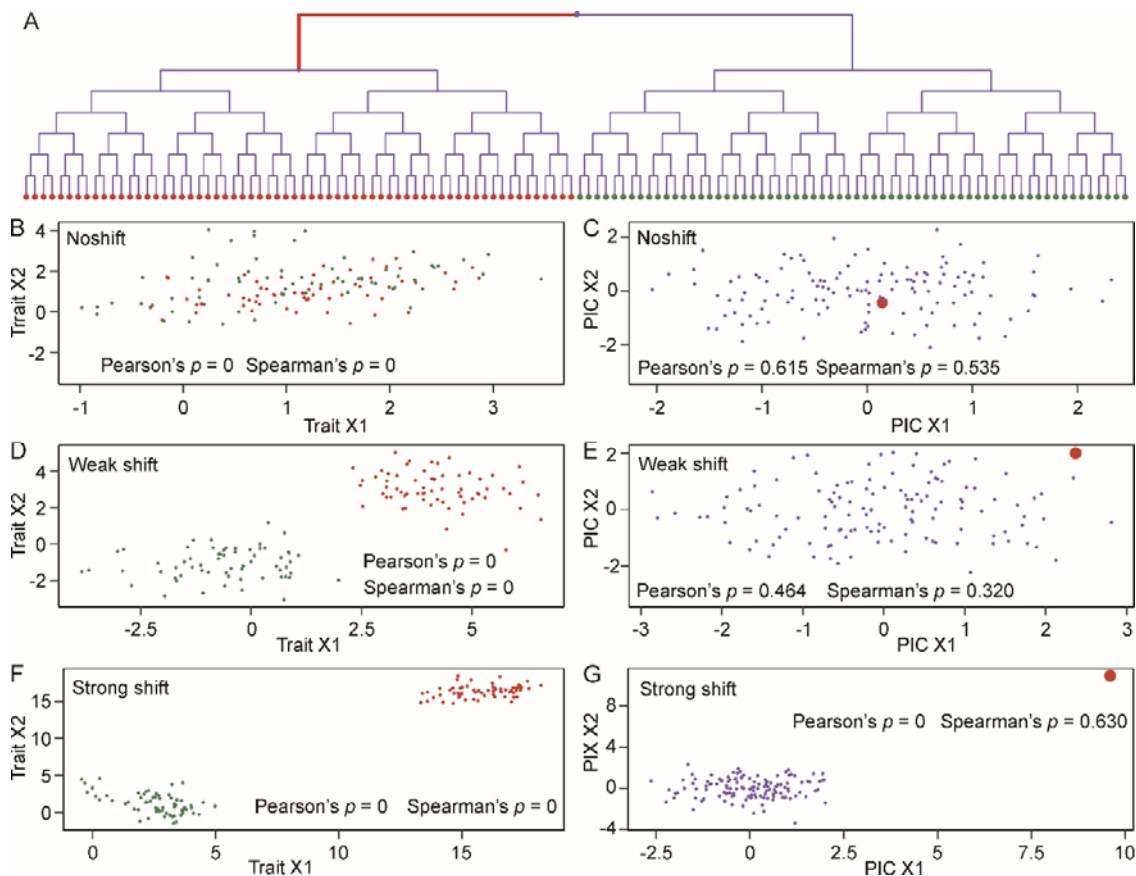 A
B
Noshift
Trrait X2
4
2
0
-2
Pearson's p = 0 Spearman's p = 0
-1 0 1 2 3
Trait X1
C
Noshift
PIC X2
2
0
-2
Pearson's p = 0.615 Spearman's p = 0.535
-2 -1 0 1 2
PIC X1
D
Weak shift
Trait X2
4
2
0
-2
Pearson's p = 0
Spearman's p = 0
-2.5 0 2.5 5
Trait X1
E
Weak shift
PIC X2
2
0
-2
Pearson's p = 0.464 Spearman's p = 0.320
-3 -2 -1 0 1 2 3
PIC X1
F
Strong shift
Trait X2
15
10
5
0
Pearson's p = 0 Spearman's p = 0
0 5 10 15
Trait X1
G
Strong shift
PIX X2
8
4
0
-4
Pearson's p = 0 Spearman's p = 0.630
-2.5 0 2.5 5 7.5 10
PIC X1